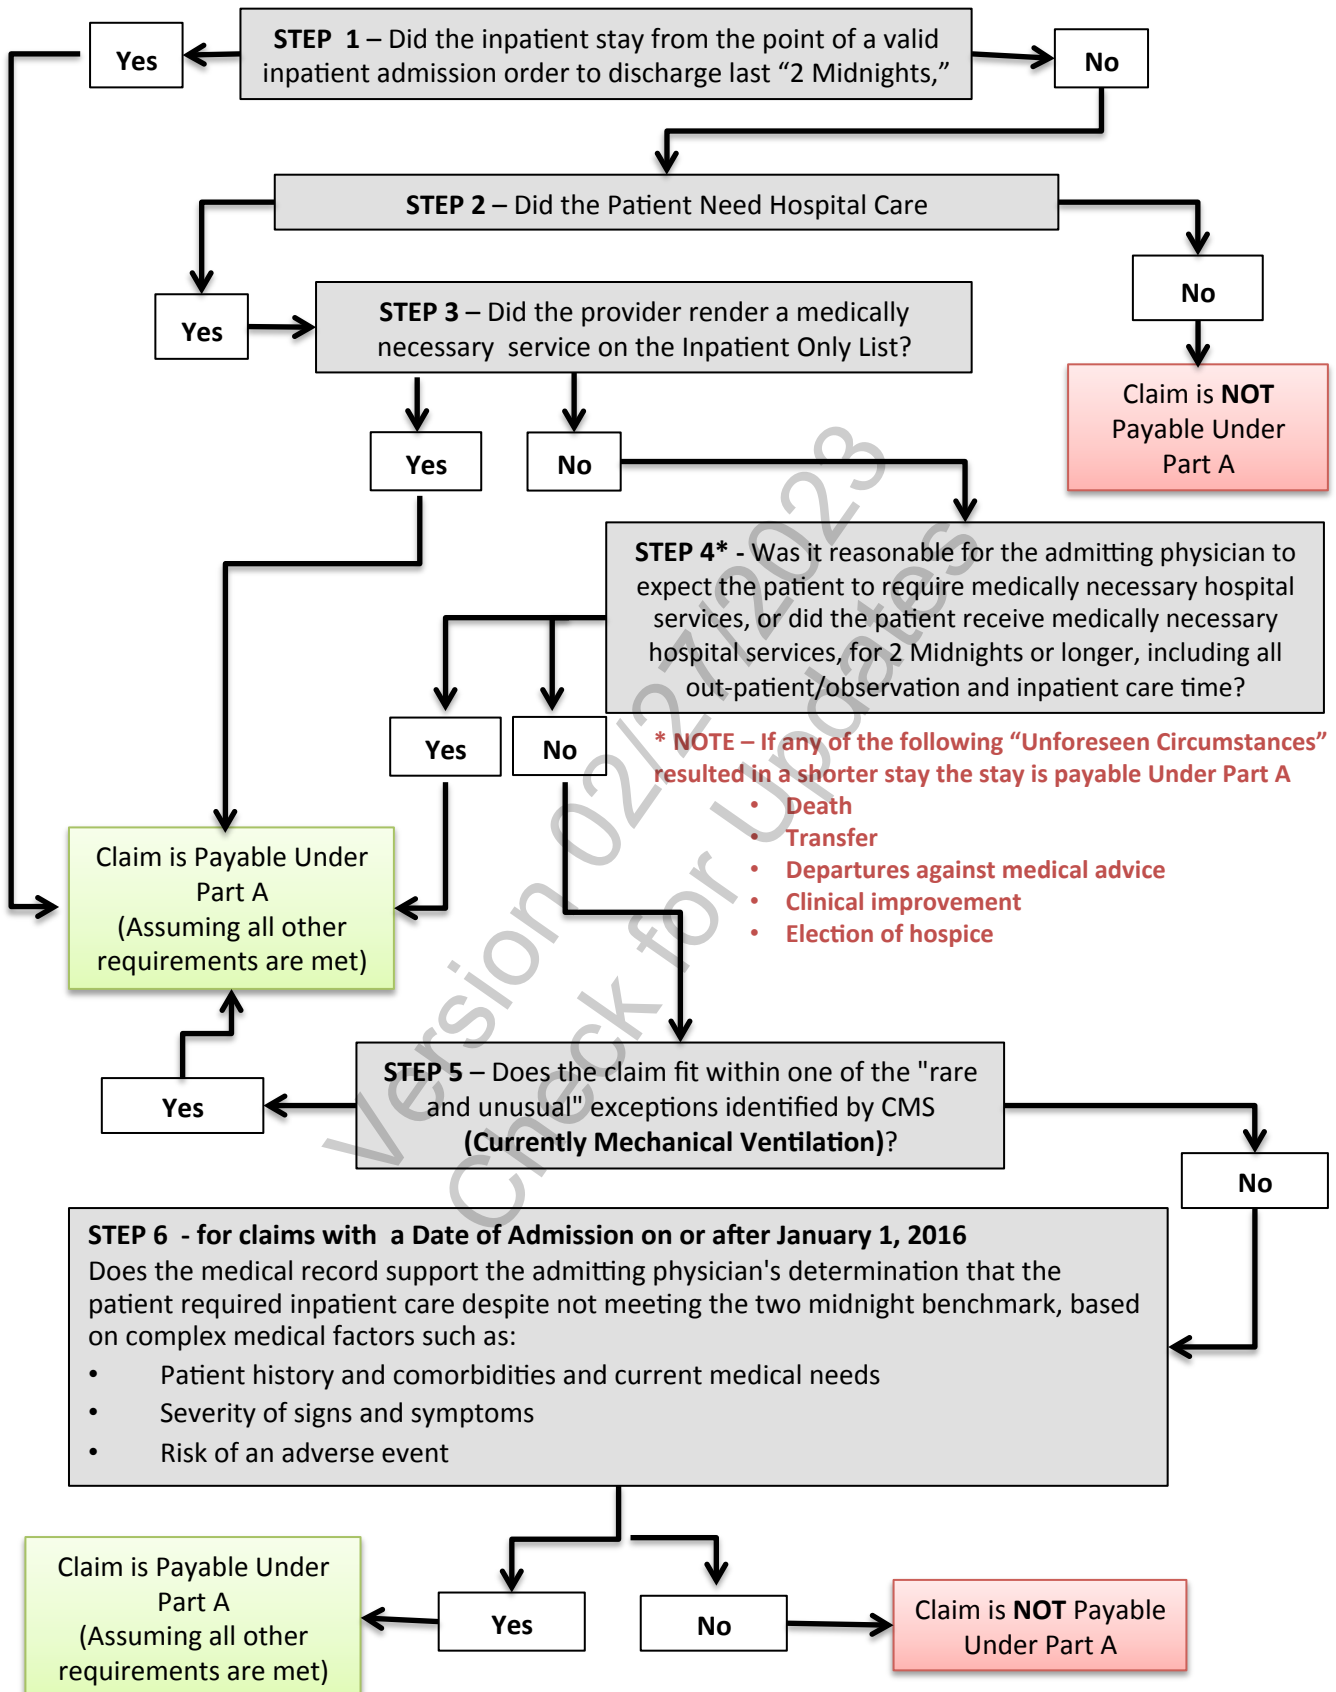 STEP 1 – Did the inpatient stay from the point of a valid
inpatient admission order to discharge last “2 Midnights,”
Yes
No
STEP 2 – Did the Patient Need Hospital Care
Yes
No
STEP 3 – Did the provider render a medically
necessary service on the Inpatient Only List?
Claim is NOT
Payable Under
Part A
Yes
No
STEP 4* - Was it reasonable for the admitting physician to
expect the patient to require medically necessary hospital
services, or did the patient receive medically necessary
hospital services, for 2 Midnights or longer, including all
out-patient/observation and inpatient care time?
Yes
No
* NOTE – If any of the following “Unforeseen Circumstances”
resulted in a shorter stay the stay is payable Under Part A
• Death
• Transfer
• Departures against medical advice
• Clinical improvement
• Election of hospice
Claim is Payable Under
Part A
(Assuming all other
requirements are met)
STEP 5 – Does the claim fit within one of the "rare
and unusual" exceptions identified by CMS
(Currently Mechanical Ventilation)?
Yes
No
STEP 6 - for claims with a Date of Admission on or after January 1, 2016
Does the medical record support the admitting physician's determination that the
patient required inpatient care despite not meeting the two midnight benchmark, based
on complex medical factors such as:
• Patient history and comorbidities and current medical needs
• Severity of signs and symptoms
• Risk of an adverse event
Claim is Payable Under
Part A
(Assuming all other
requirements are met)
Yes
No
Claim is NOT Payable
Under Part A
Version 02/27/2023
Check for Updates